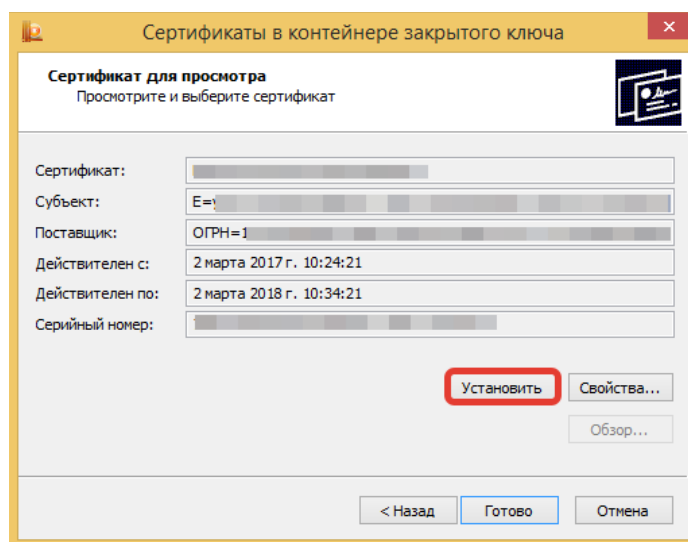 Сертификаты в контейнере закрытого ключа
Сертификат для просмотра
Просмотрите и выберите сертификат
Сертификат:
Субъект: E=
Поставщик: ОГРН=1
Действителен с: 2 марта 2017 г. 10:24:21
Действителен по: 2 марта 2018 г. 10:34:21
Серийный номер:
Установить Свойства...
Обзор...
< Назад Готово Отмена